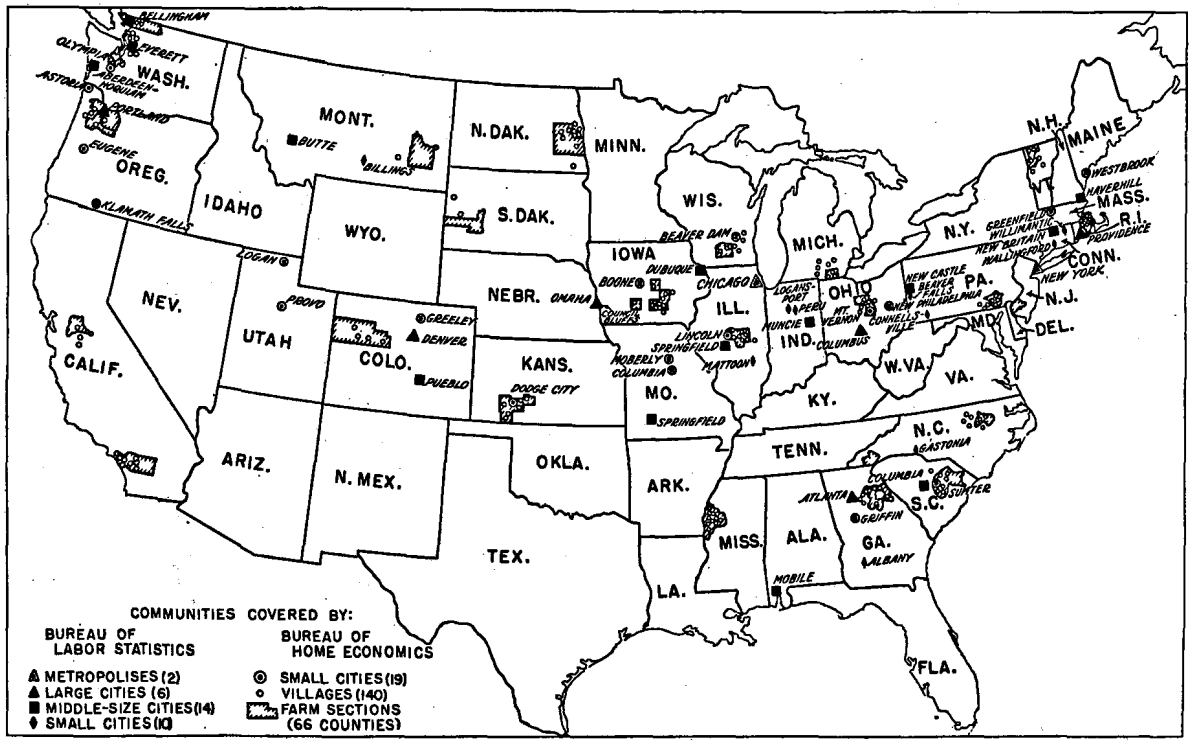 BELLINGHAM
EVERETT
OLYMPIA
WASH.
ABERDEEN-
HOQUIAM
ASTORIA
PORTLAND
EUGENE
OREG.
KLAMATH FALLS
IDAHO
MONT.
BUTTE
BILLINGS
N. DAK.
S. DAK.
MINN.
WIS.
BEAVER DAM
MICH.
WYO.
NEBR.
OMAHA
IOWA
DUBUQUE
BOONE
COUNCIL
BLUFFS
CHICAGO
ILL.
LINCOLN
SPRINGFIELD
MATTOON
LOGANS-
PORT
PERU
MUNCIE
IND.
OHIO
MT.
VERNON
COLUMBUS
NEW CASTLE
BEAVER
FALLS
NEW PHILADELPHIA
CONNELLS-
VILLE
PA.
N.Y.
N.H.
MAINE
VT.
WESTBROOK
HAVERHILL
MASS.
GREENFIELD
WILLIMANTIC
R.I.
NEW BRITAIN
PROVIDENCE
WALLINGFORD
CONN.
NEW YORK
N.J.
DEL.
MD.
W.VA.
VA.
KY.
LOGAN
PROVO
NEV.
UTAH
CALIF.
GREELEY
DENVER
COLO.
PUEBLO
KANS.
DODGE CITY
MOBERLY
COLUMBIA
MO.
SPRINGFIELD
ARIZ.
N. MEX.
OKLA.
TEX.
ARK.
LA.
TENN.
N.C.
GASTONIA
COLUMBIA
SUMTER
S.C.
ATLANTA
GRIFFIN
GA.
ALBANY
MISS.
ALA.
MOBILE
FLA.
COMMUNITIES COVERED BY:
BUREAU OF
LABOR STATISTICS
METROPOLISES (2)
LARGE CITIES (6)
MIDDLE-SIZE CITIES (14)
SMALL CITIES (10)
BUREAU OF
HOME ECONOMICS
SMALL CITIES (19)
VILLAGES (140)
FARM SECTIONS
(66 COUNTIES)